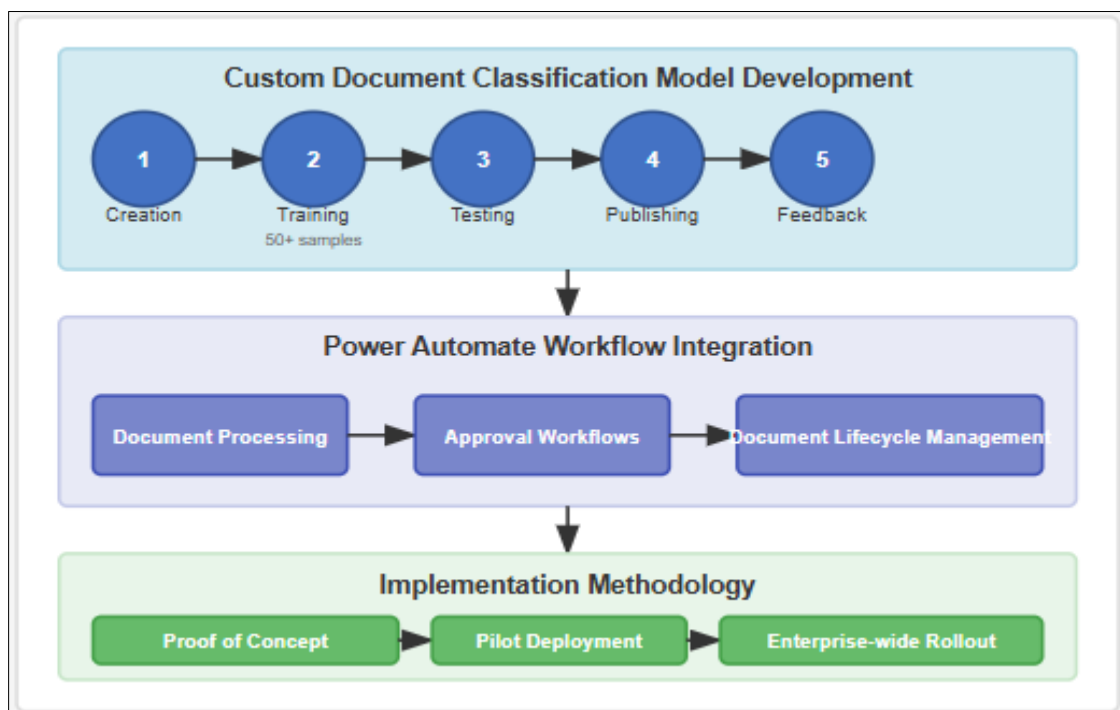 Custom Document Classification Model Development
1
2
3
4
5
Creation
Training
Testing
Publishing
Feedback
50+ samples
Power Automate Workflow Integration
Document Processing
Approval Workflows
Document Lifecycle Management
Implementation Methodology
Proof of Concept
Pilot Deployment
Enterprise-wide Rollout